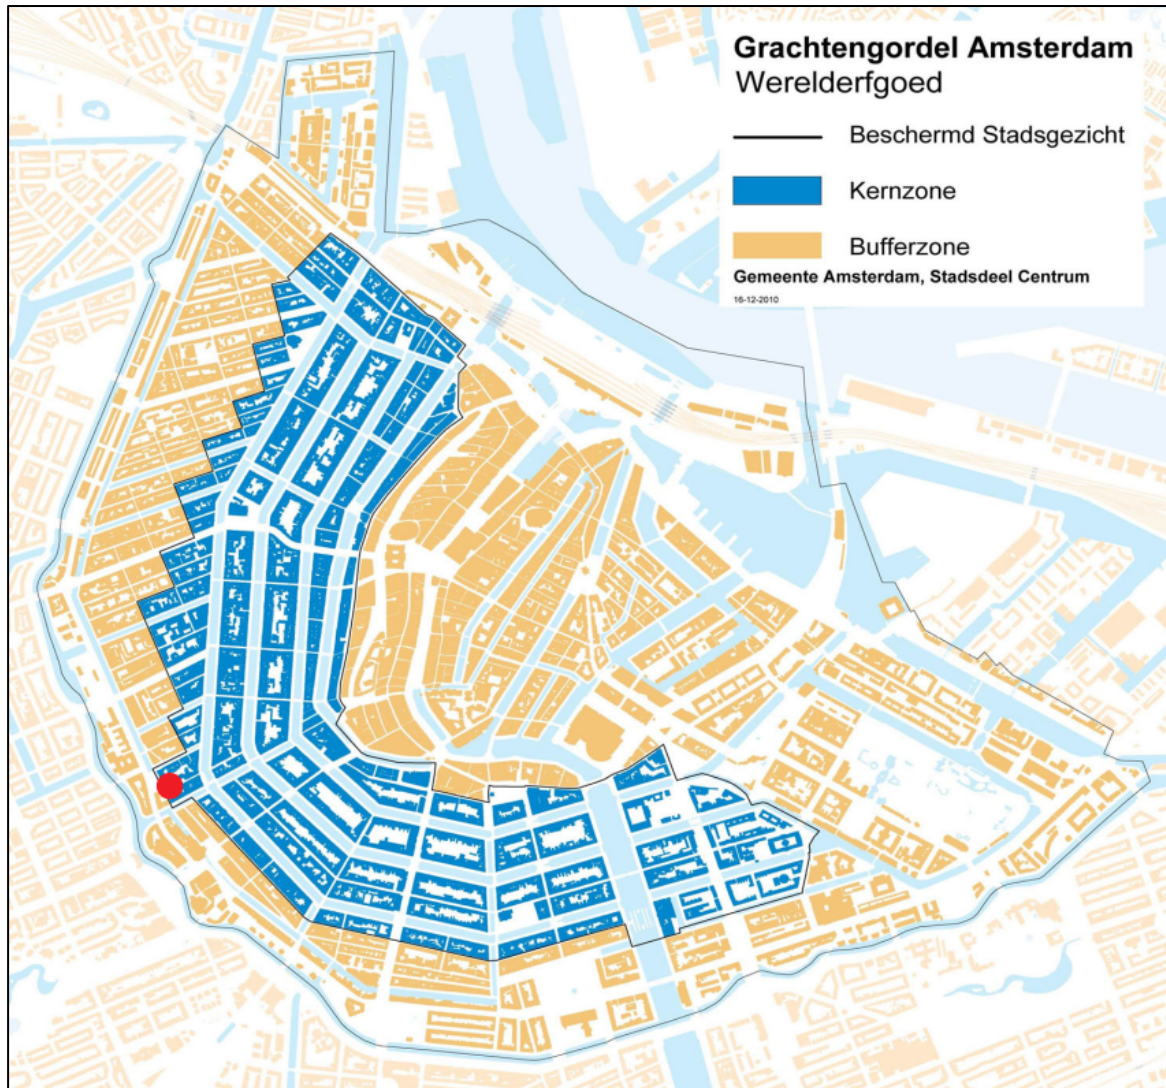 Grachtengordel Amsterdam
Werelderfgoed
Beschermd Stadsgezicht
Kernzone
Bufferzone
Gemeente Amsterdam, Stadsdeel Centrum
16-12-2010